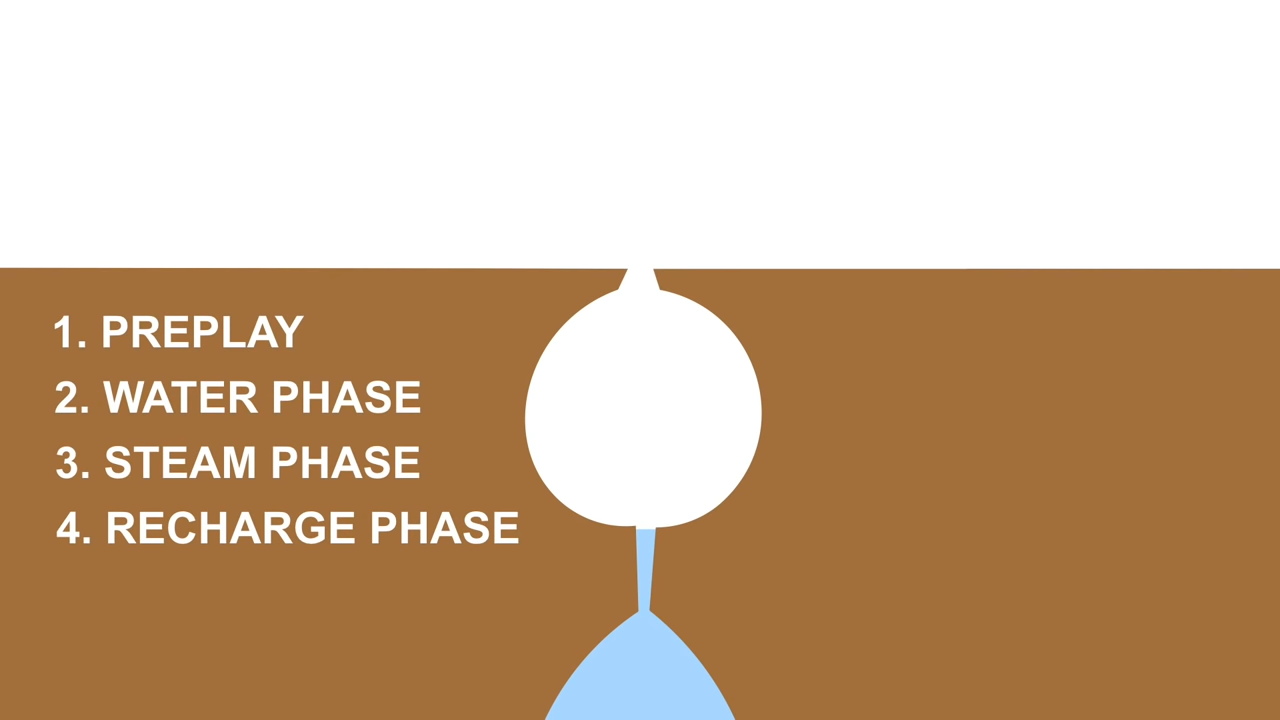 1. PREPLAY
2. WATER PHASE
3. STEAM PHASE
4. RECHARGE PHASE